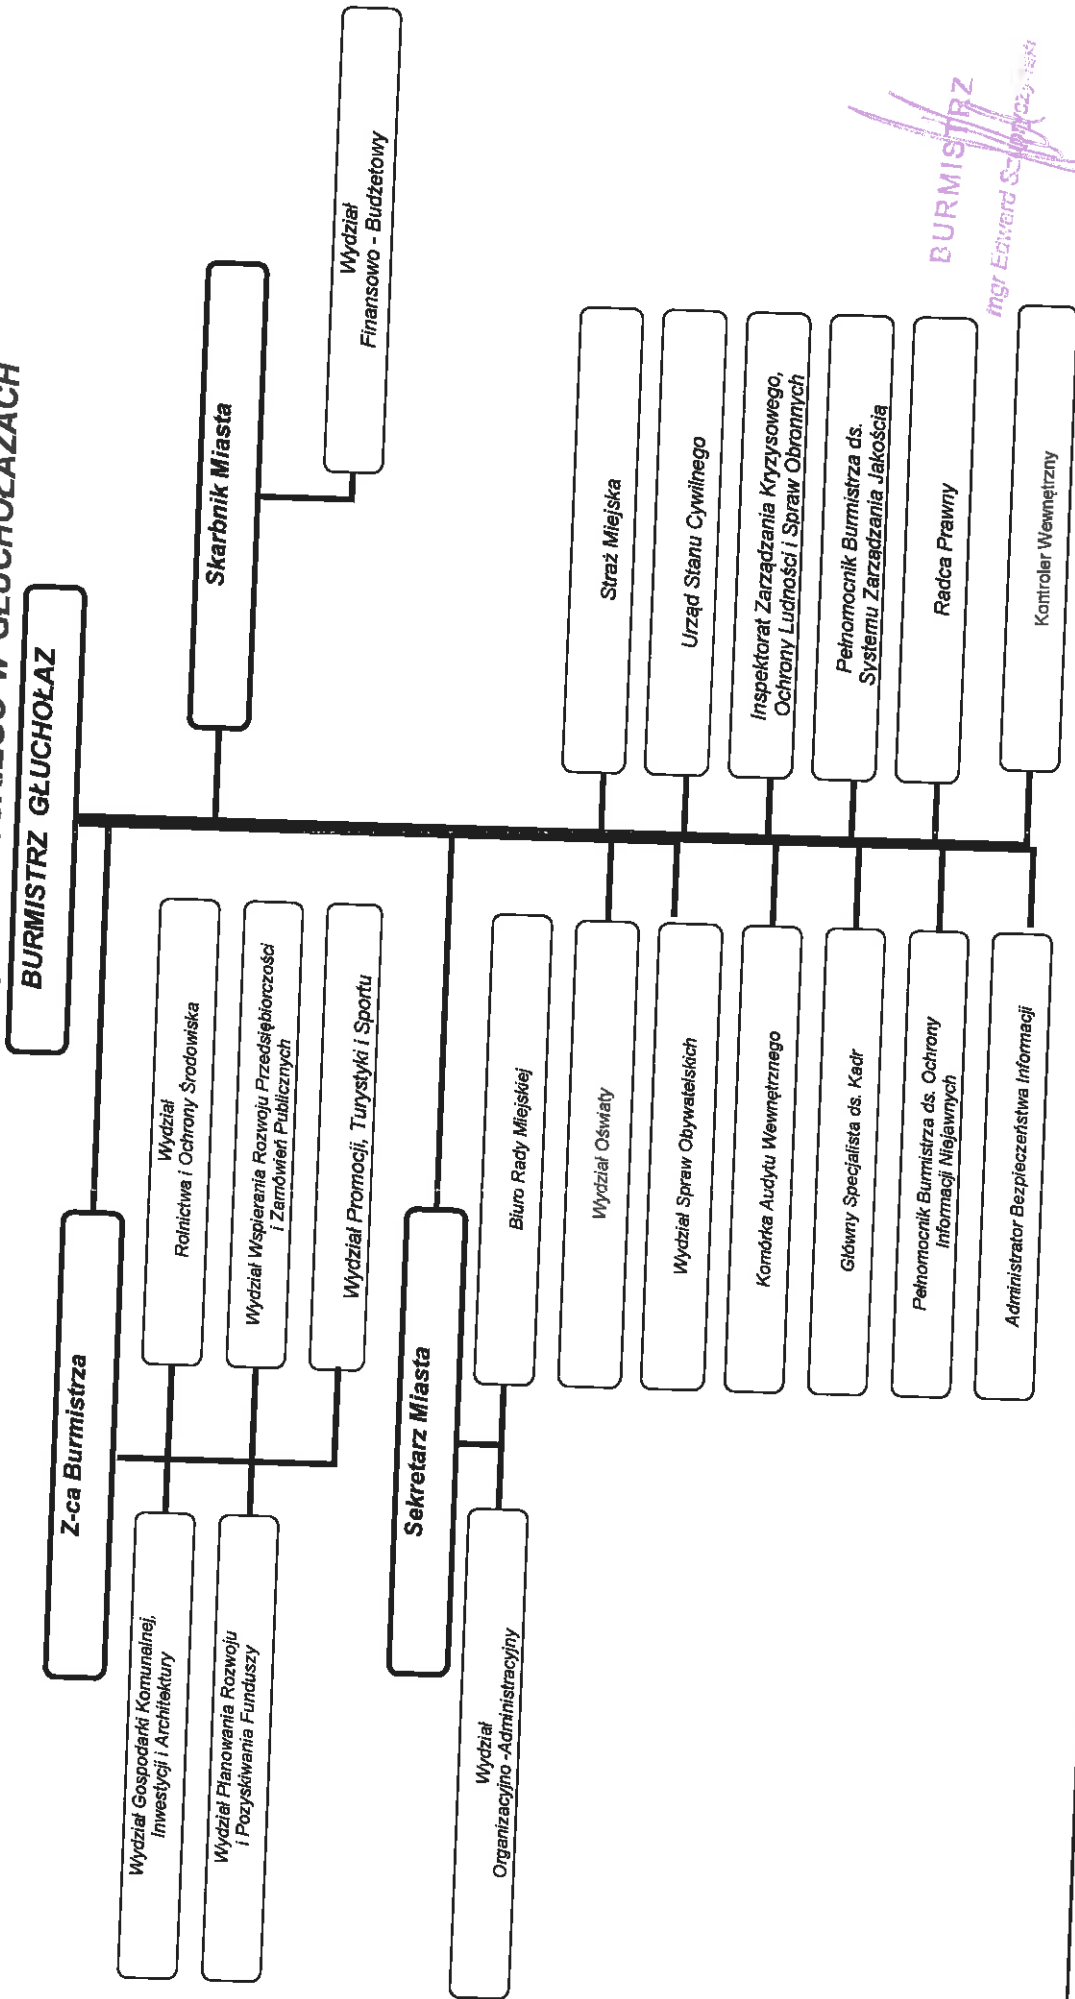 W GŁUCHOŁAZACH
BURMISTRZ GŁUCHOŁAZ
Z-ca Burmistrza
Skarbnik Miasta
Wydział Gospodarki Komunalnej,
Inwestycji i Architektury
Wydział
Rolnictwa i Ochrony Środowiska
Wydział
Finansowo - Budżetowy
Wydział Planowania Rozwoju
i Pozyskiwania Funduszy
Wydział Wspierania Rozwoju Przedsiębiorczości
i Zamówień Publicznych
Wydział Promocji, Turystyki i Sportu
Sekretarz Miasta
Wydział
Organizacyjno -Administracyjny
Biuro Rady Miejskiej
Wydział Oświaty
Straż Miejska
Wydział Spraw Obywatelskich
Urząd Stanu Cywilnego
Komórka Audytu Wewnętrznego
Inspektorat Zarządzania Kryzysowego,
Ochrony Ludności i Spraw Obronnych
Główny Specjalista ds. Kadr
Pełnomocnik Burmistrza ds.
Systemu Zarządzania Jakością
Pełnomocnik Burmistrza ds. Ochrony
Informacji Niejawnych
Radca Prawny
Administrator Bezpieczeństwa Informacji
Kontroler Wewnętrzny
BURMISTRZ
mgr Edward